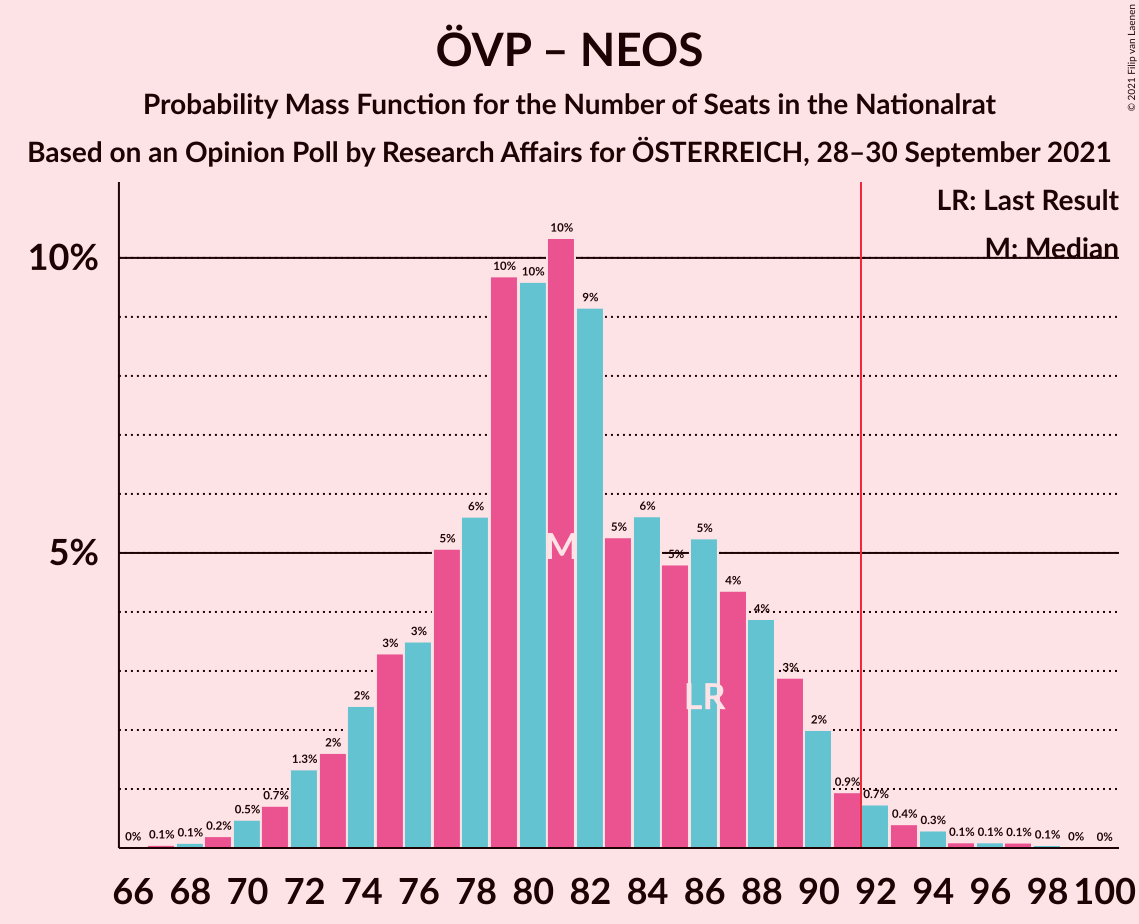 ÖVP – NEOS
Probability Mass Function for the Number of Seats in the Nationalrat
Based on an Opinion Poll by Research Affairs for ÖSTERREICH, 28–30 September 2021
© 2021 Filip van Laenen
LR: Last Result
M: Median
10%
5%
0% 0.1% 0.1% 0.2% 0.5% 0.7% 1.3% 2% 2% 3% 3% 5% 6% 10% 10% 10% 9% 5% 6% 5% 5% 4% 4% 3% 2% 0.9% 0.7% 0.4% 0.3% 0.1% 0.1% 0.1% 0.1% 0% 0%
M
LR
66 68 70 72 74 76 78 80 82 84 86 88 90 92 94 96 98 100